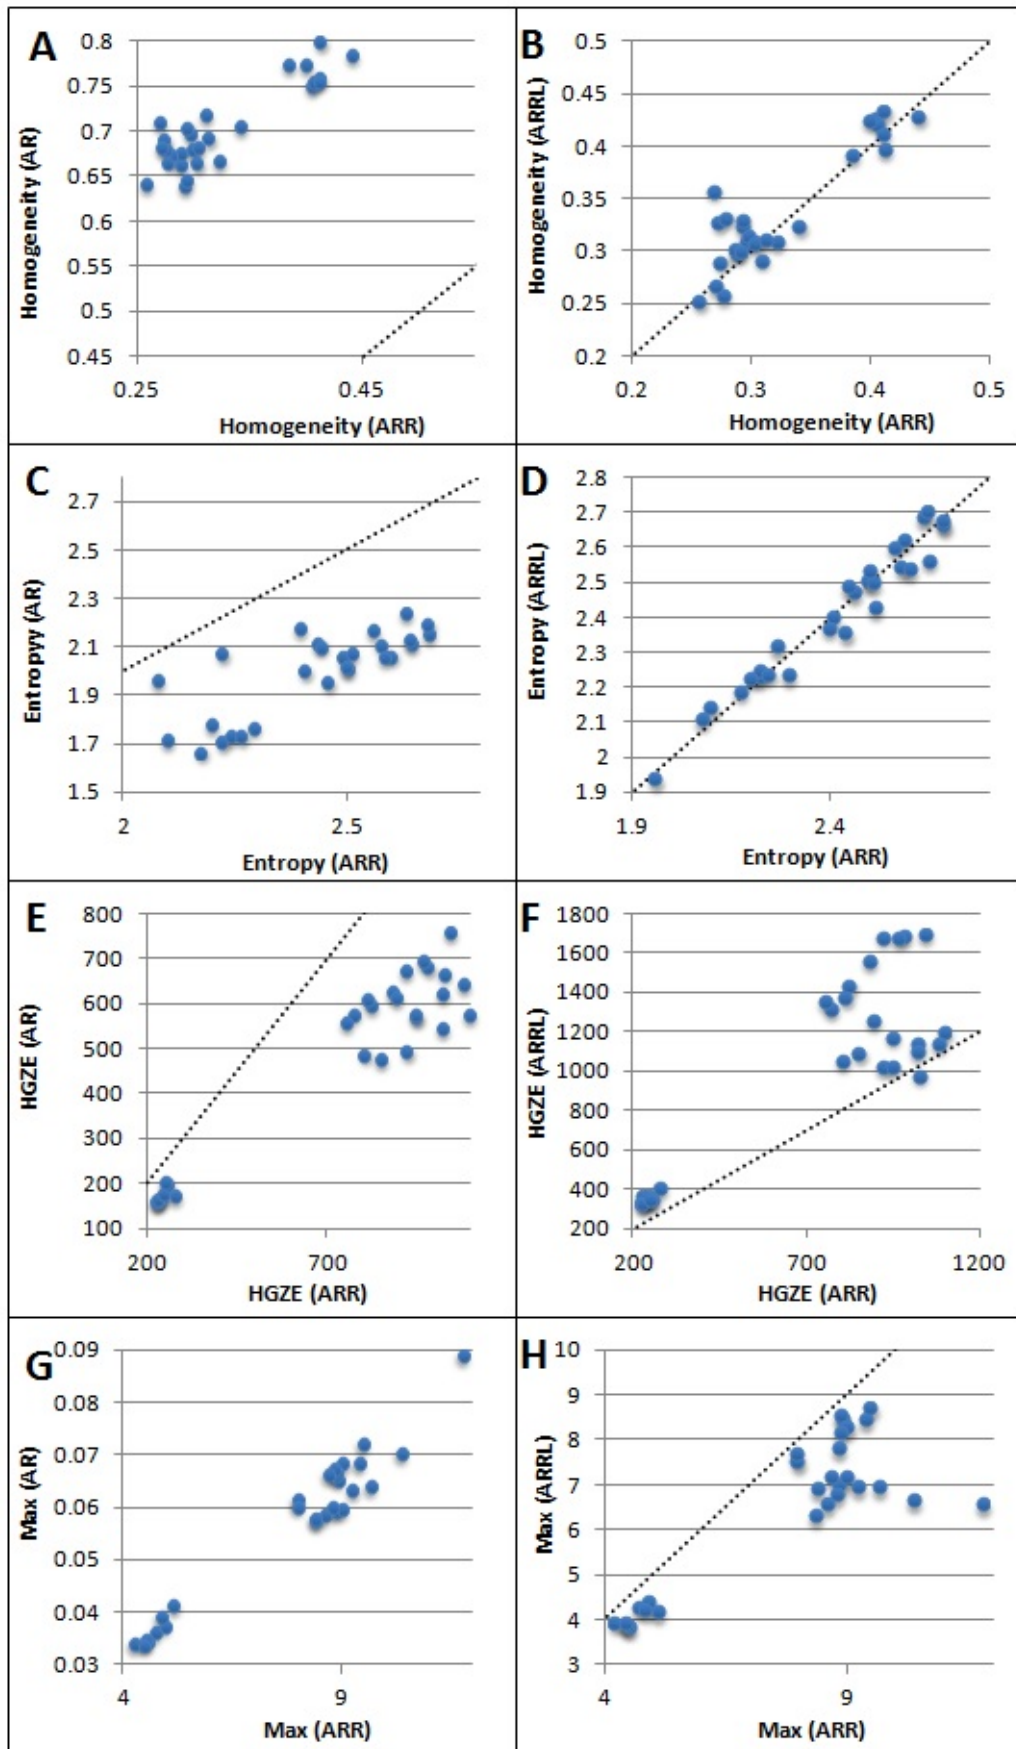 A
0.8
0.75
0.7
0.65
0.6
0.55
0.5
0.45
0.25 0.45
Homogeneity (AR)
Homogeneity (ARR)
B
0.5
0.45
0.4
0.35
0.3
0.25
0.2
0.2 0.3 0.4 0.5
Homogeneity (ARRL)
Homogeneity (ARR)
C
2.7
2.5
2.3
2.1
1.9
1.7
1.5
2 2.5
Entropyy (AR)
Entropy (ARR)
D
2.8
2.7
2.6
2.5
2.4
2.3
2.2
2.1
2
1.9
1.9 2.4
Entropy (ARRL)
Entropy (ARR)
E
800
700
600
500
400
300
200
100
200 700
HGZE (AR)
HGZE (ARR)
F
1800
1600
1400
1200
1000
800
600
400
200
200 700 1200
HGZE (ARRL)
HGZE (ARR)
G
0.09
0.08
0.07
0.06
0.05
0.04
0.03
4 9
Max (AR)
Max (ARR)
H
10
9
8
7
6
5
4
3
4 9
Max (ARRL)
Max (ARR)